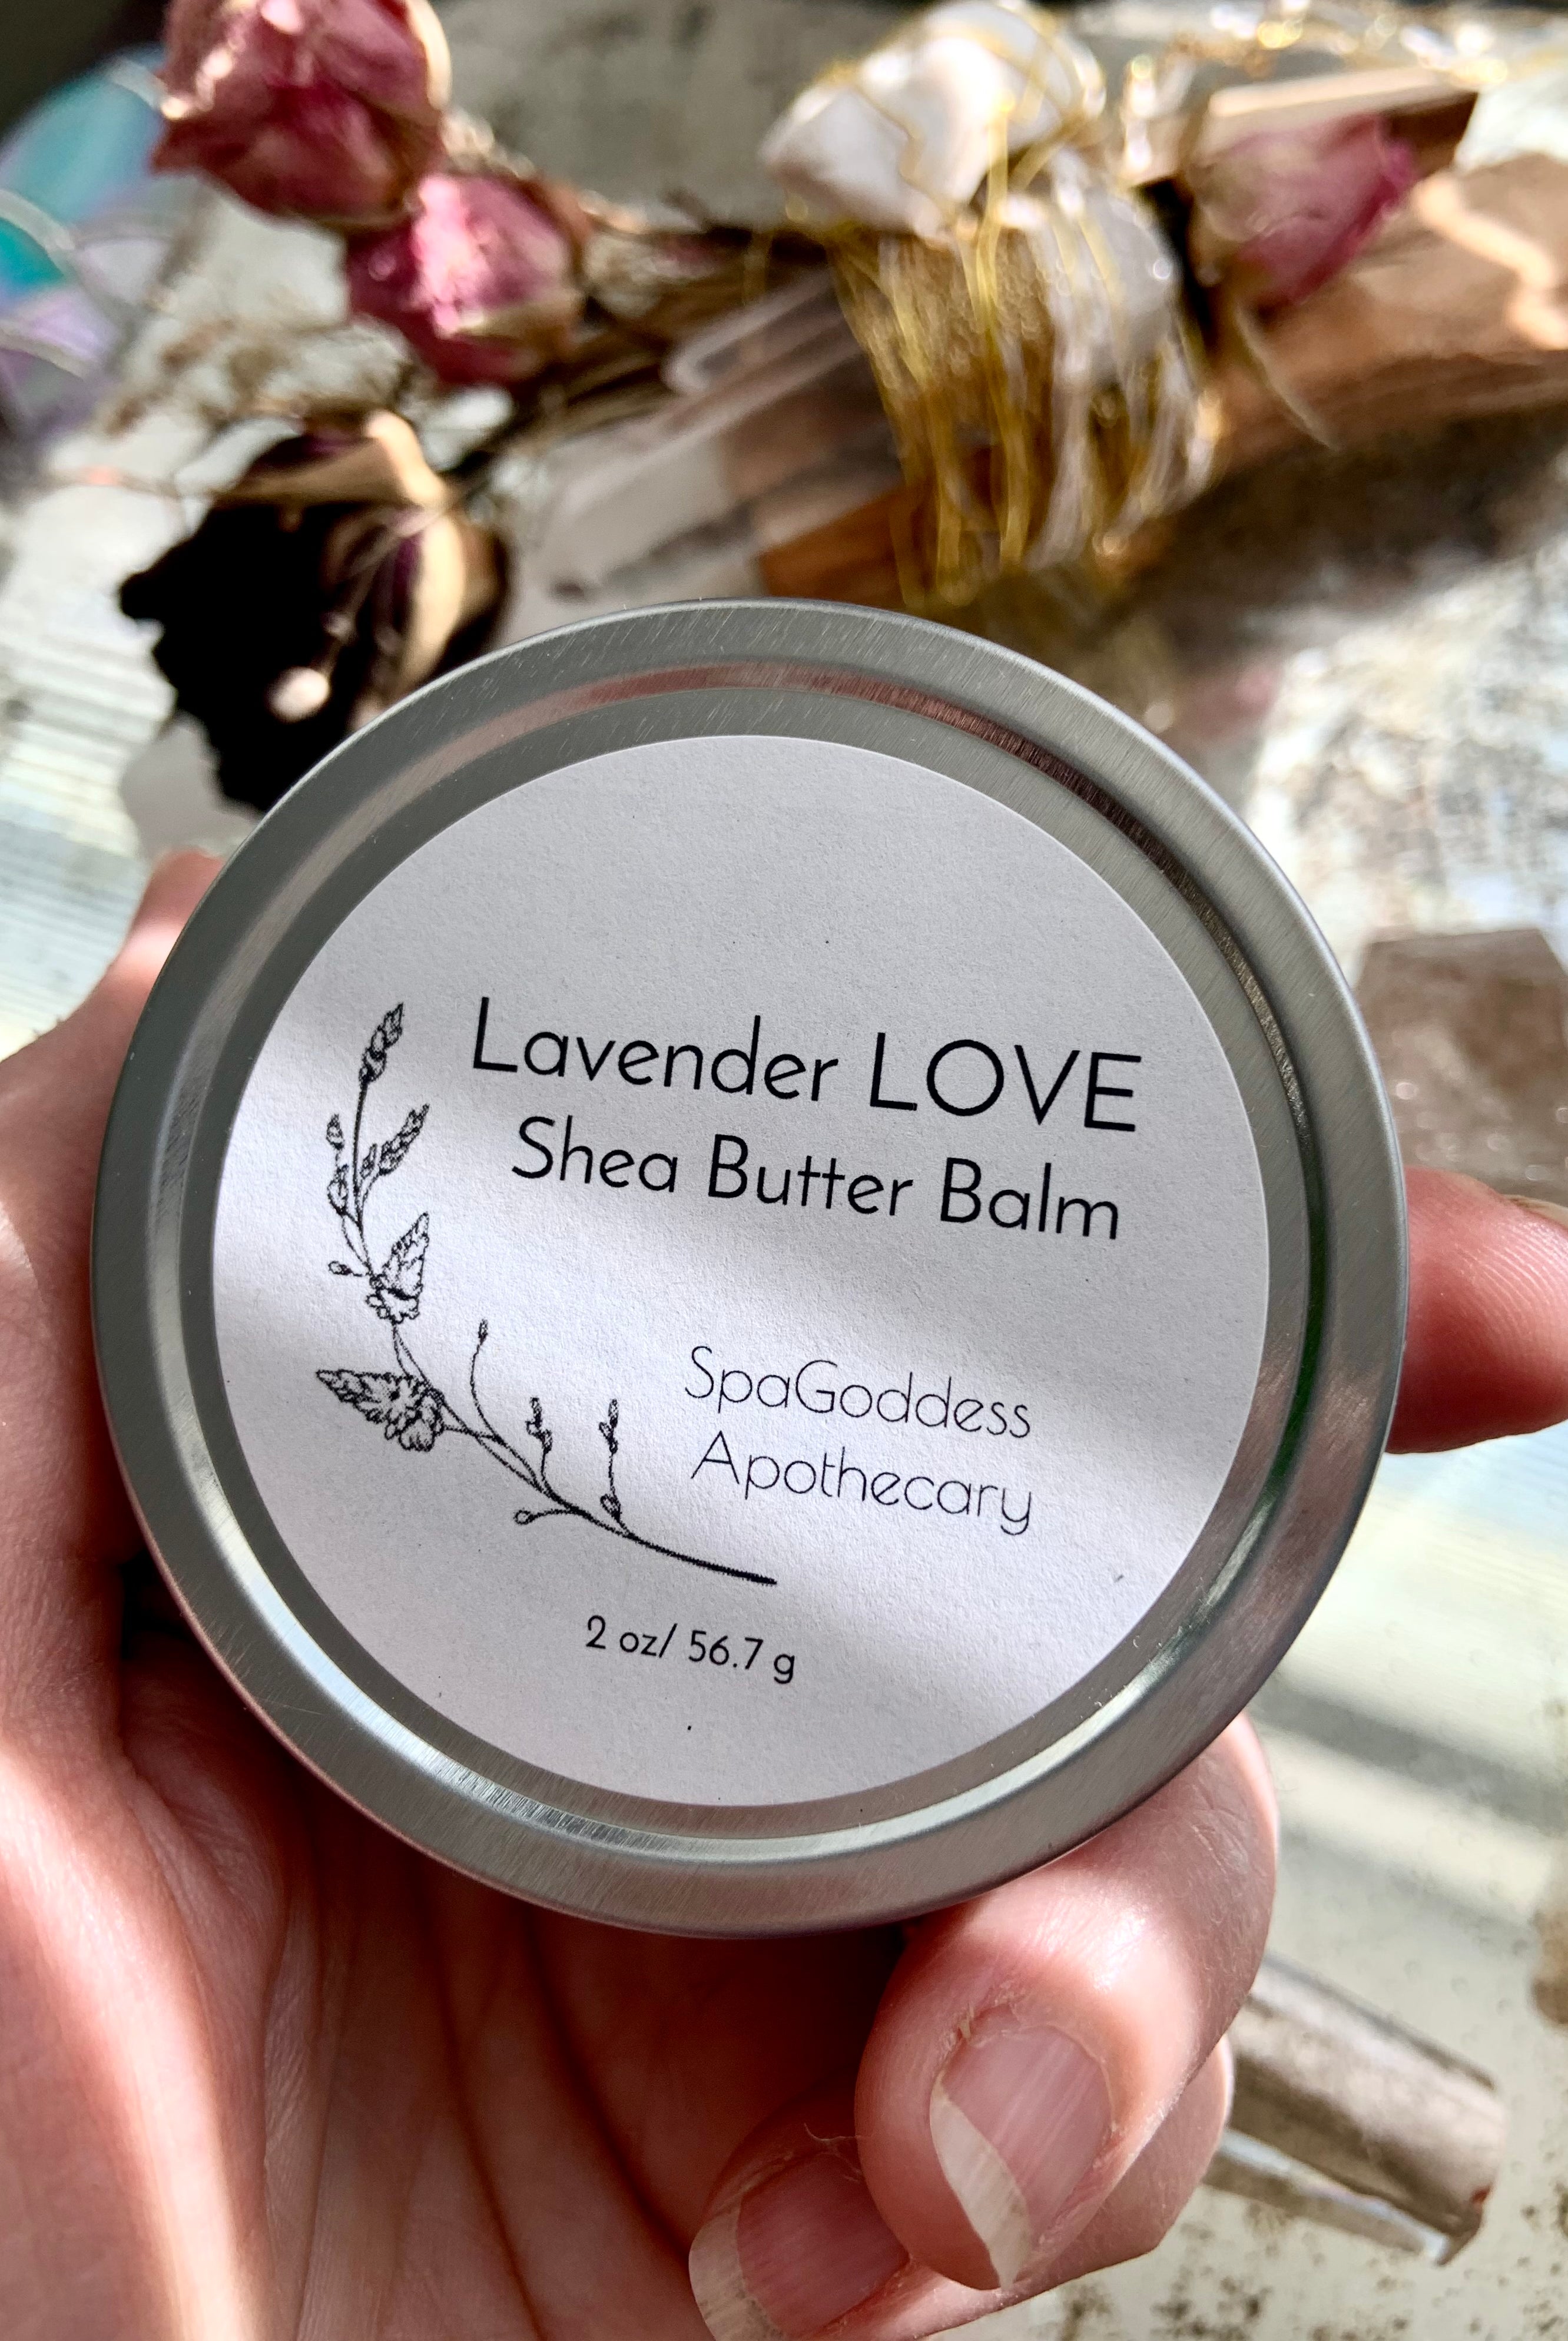 Lavender LOVE
Shea Butter Balm
SpaGoddess
Apothecary
2 oz/ 56.7 g